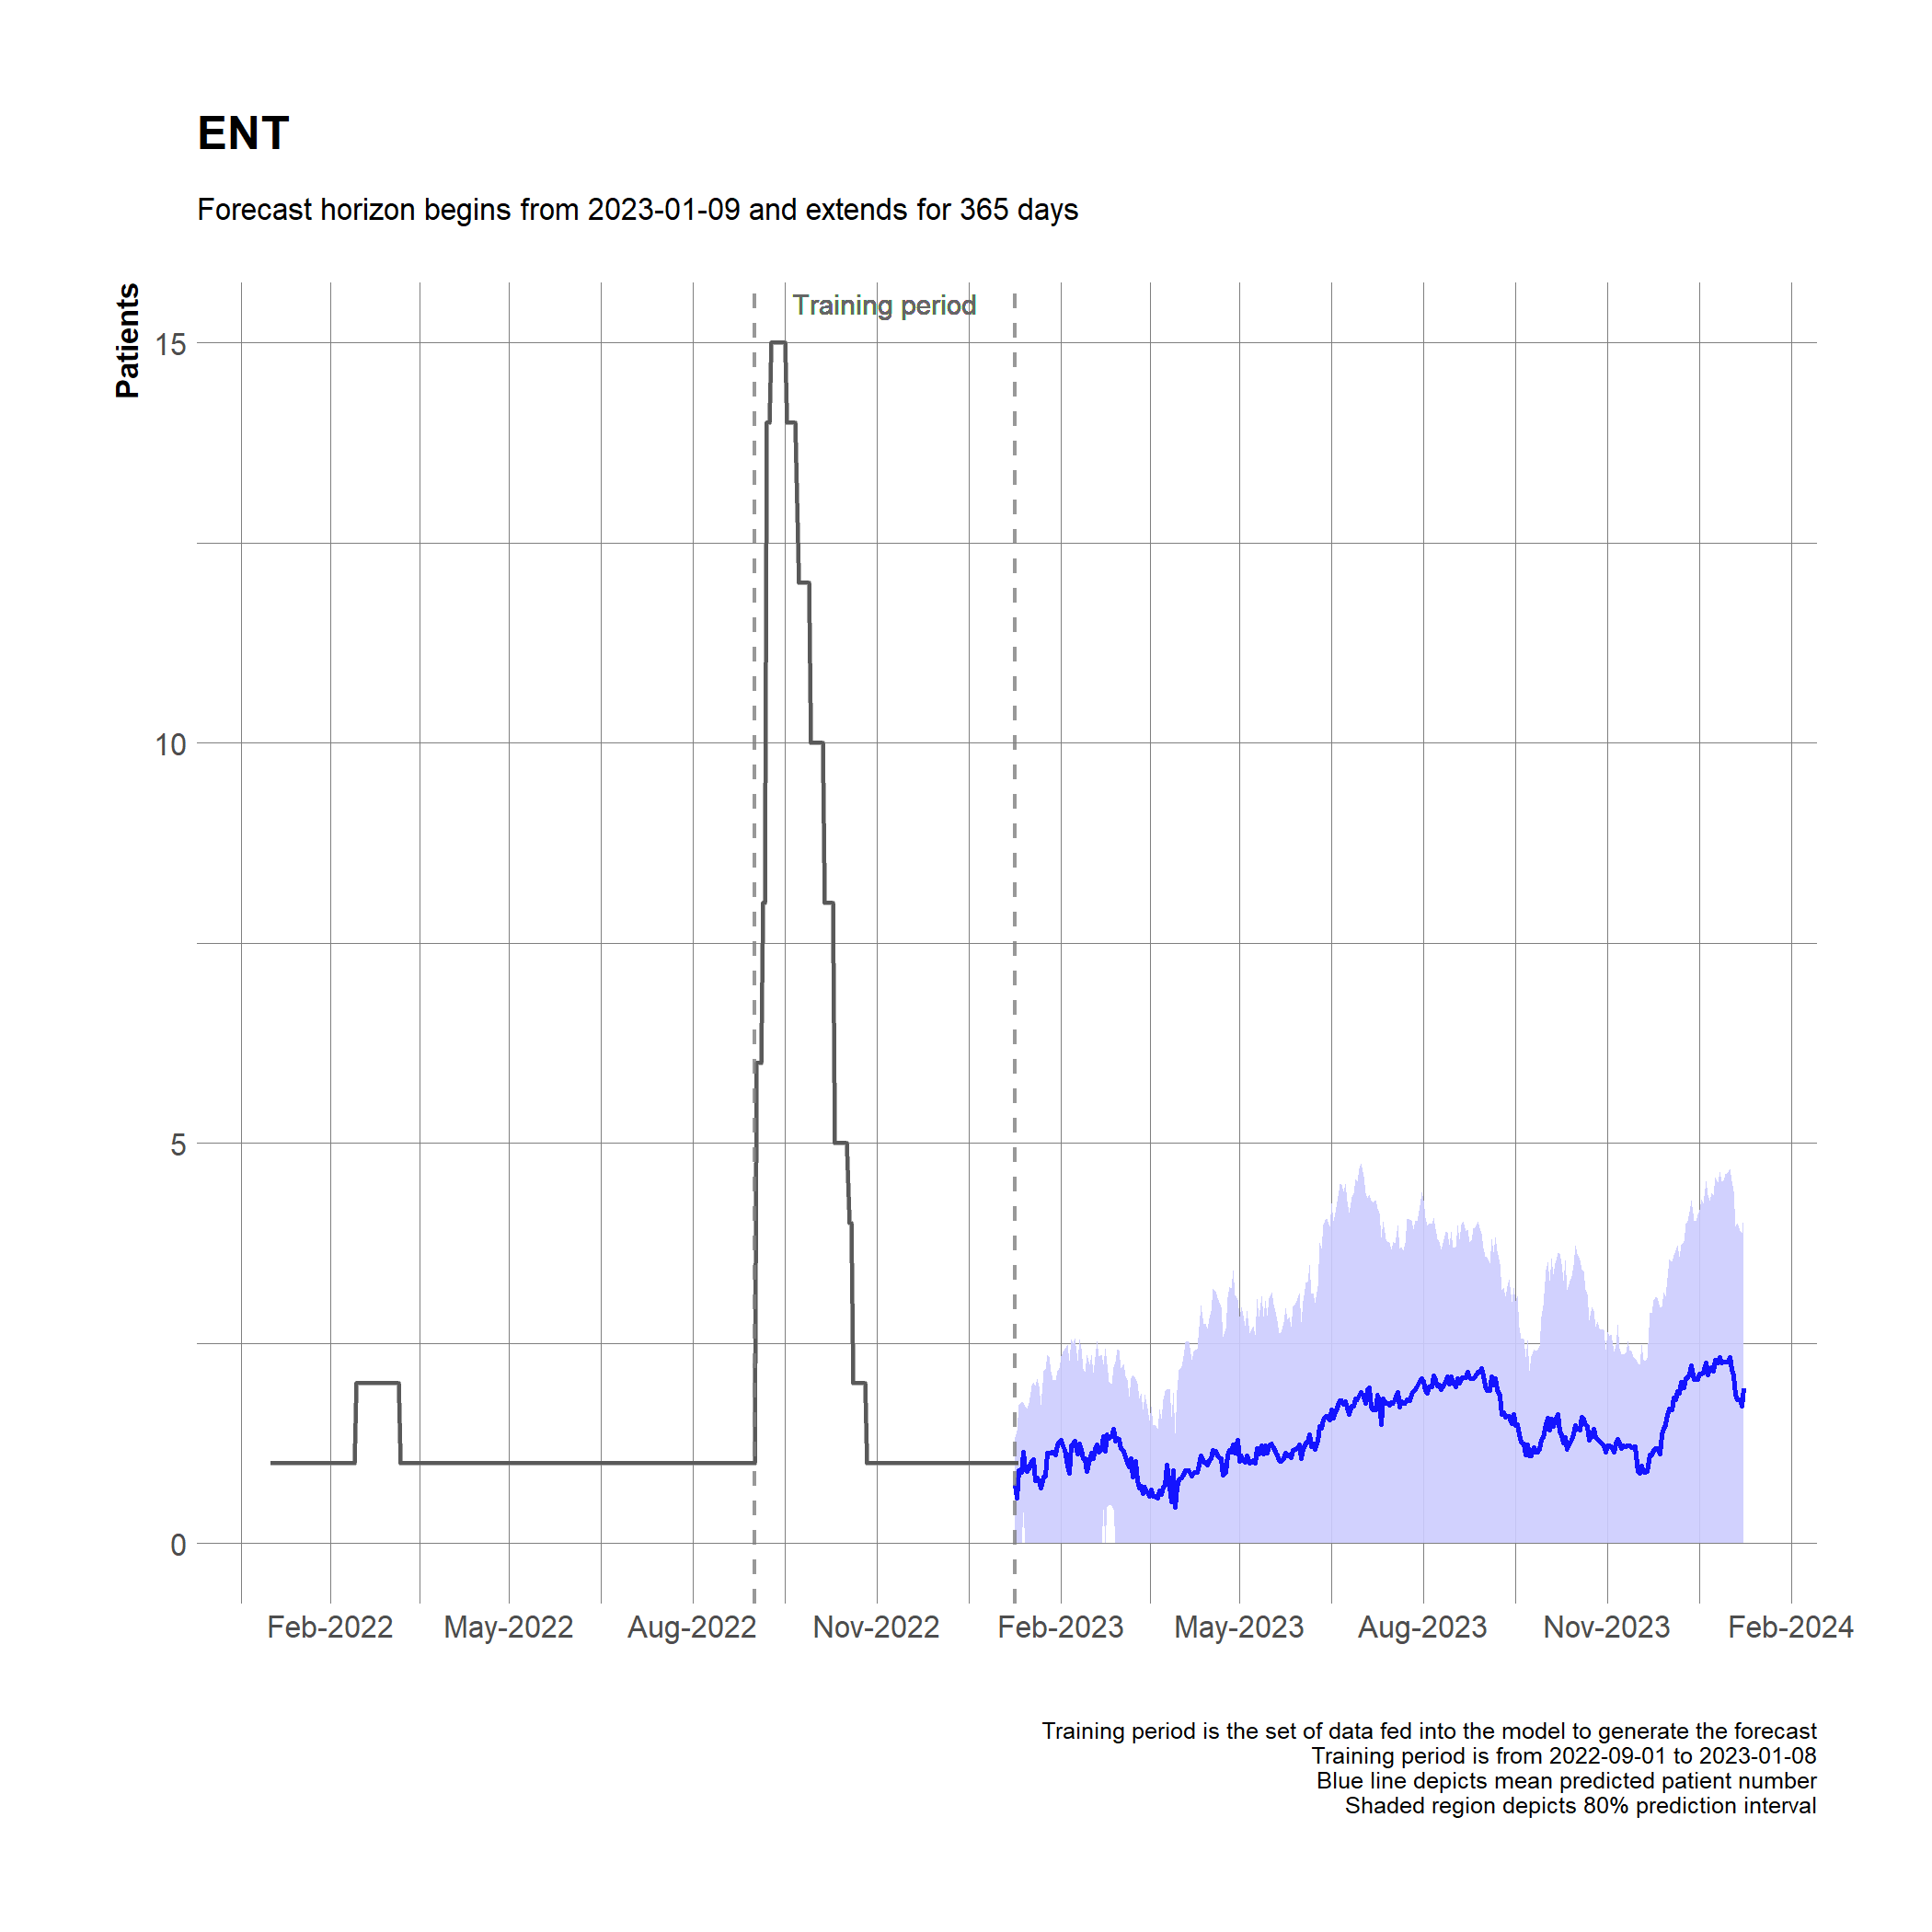 ENT
Forecast horizon begins from 2023-01-09 and extends for 365 days
Patients
Training period
15
10
5
0
Feb-2022 May-2022 Aug-2022 Nov-2022 Feb-2023 May-2023 Aug-2023 Nov-2023 Feb-2024
Training period is the set of data fed into the model to generate the forecast
Training period is from 2022-09-01 to 2023-01-08
Blue line depicts mean predicted patient number
Shaded region depicts 80% prediction interval